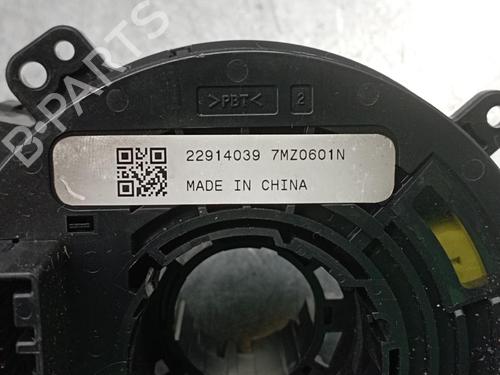 B-PARTS
>PBT< 2
22914039 7MZ0601N
MADE IN CHINA